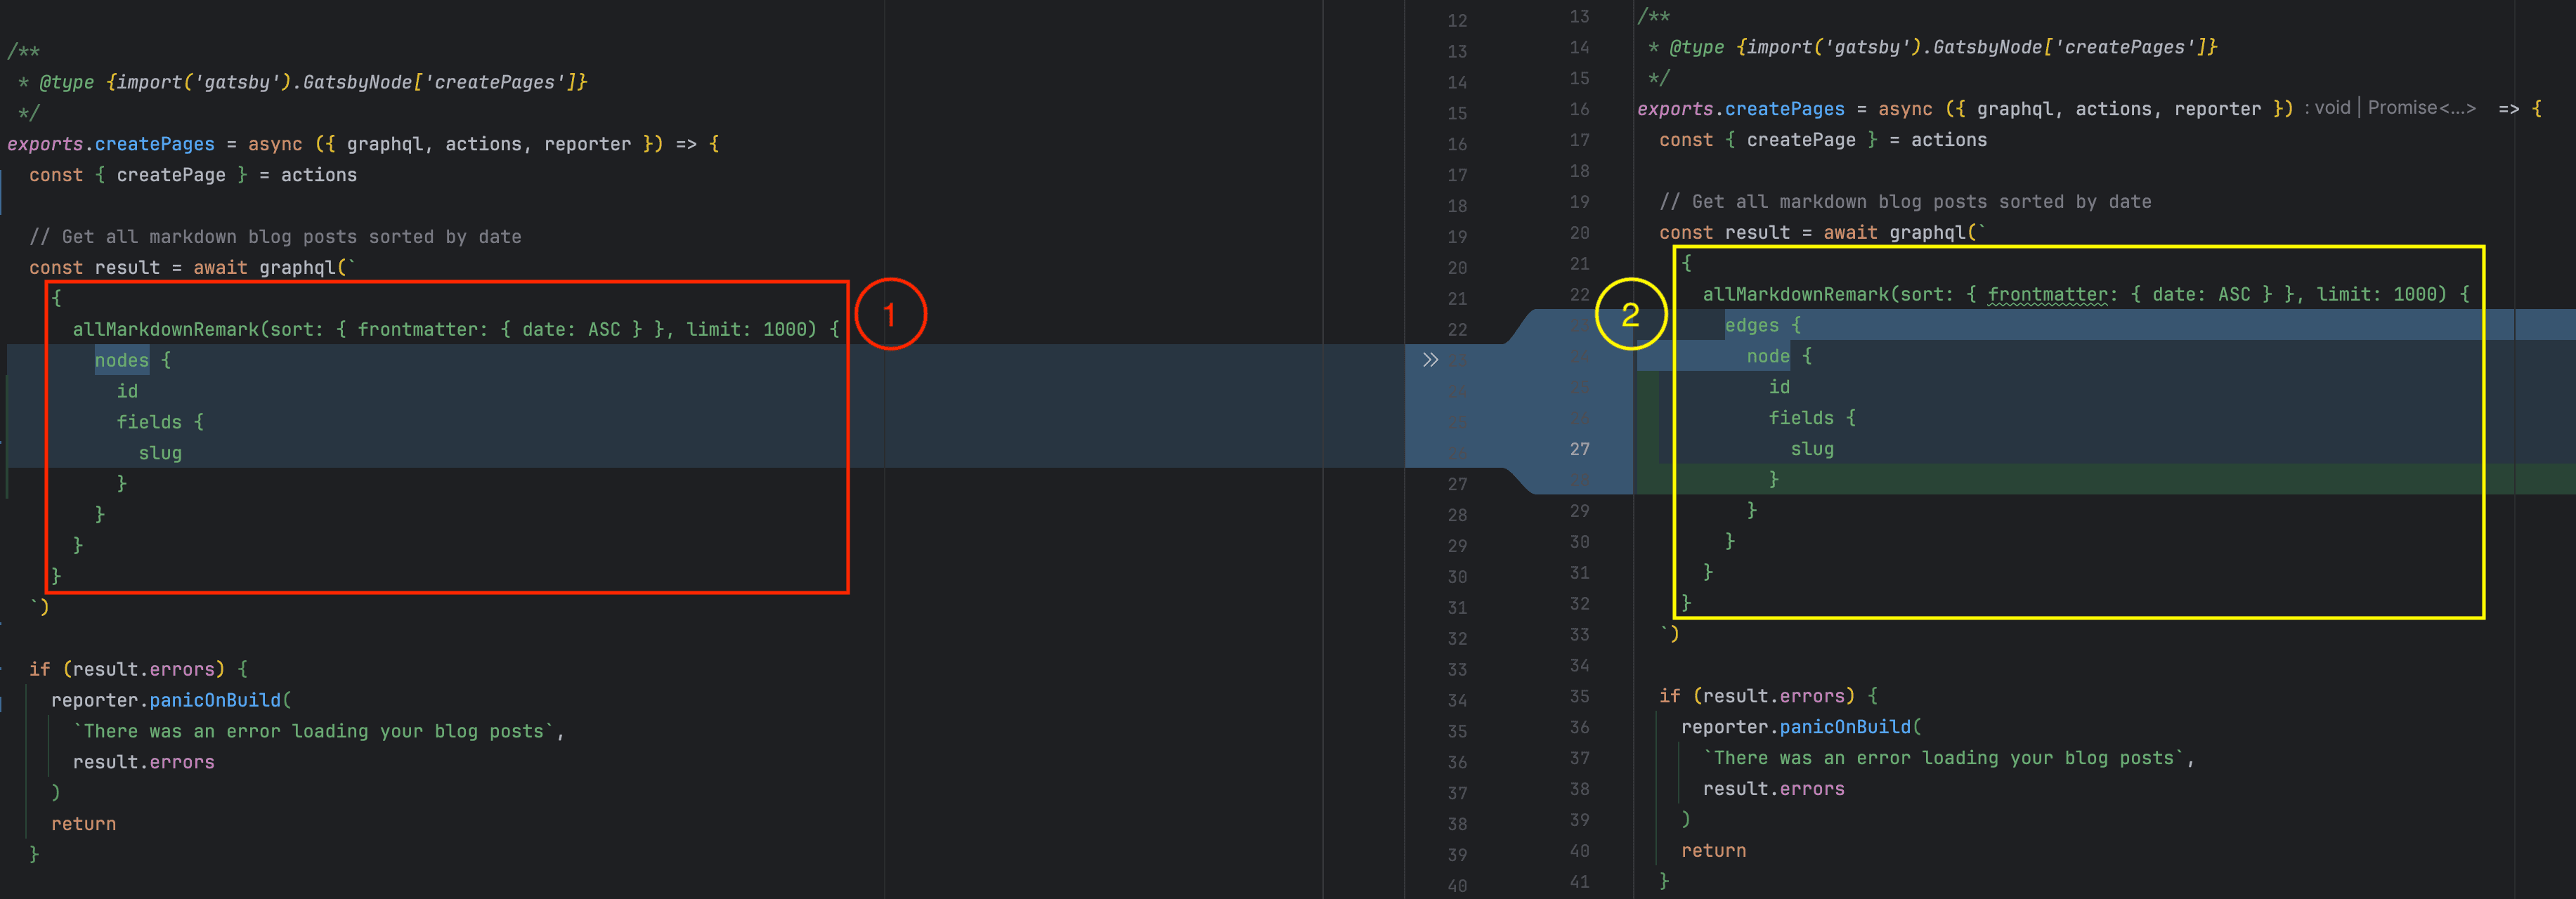 /**
 * @type {import('gatsby').GatsbyNode['createPages']}
 */
exports.createPages = async ({ graphql, actions, reporter }) => {
  const { createPage } = actions

  // Get all markdown blog posts sorted by date
  const result = await graphql(`
    {
      allMarkdownRemark(sort: { frontmatter: { date: ASC } }, limit: 1000) {
        nodes {
          id
          fields {
            slug
          }
        }
      }
    }
  `)

  if (result.errors) {
    reporter.panicOnBuild(
      `There was an error loading your blog posts`,
      result.errors
    )
    return
  }
1
12
13
14
15
16
17
18
19
20
21
22
»
27
28
29
30
31
32
33
34
35
36
37
38
39
40
2
13 /**
14  * @type {import('gatsby').GatsbyNode['createPages']}
15  */
16 exports.createPages = async ({ graphql, actions, reporter }) : void | Promise<...> => {
17   const { createPage } = actions
18
19   // Get all markdown blog posts sorted by date
20   const result = await graphql(`
21     {
22       allMarkdownRemark(sort: { frontmatter: { date: ASC } }, limit: 1000) {
        edges {
          node {
            id
            fields {
27               slug
            }
29           }
30         }
31       }
32     }
33   `)
34
35   if (result.errors) {
36     reporter.panicOnBuild(
37       `There was an error loading your blog posts`,
38       result.errors
39     )
40     return
41   }